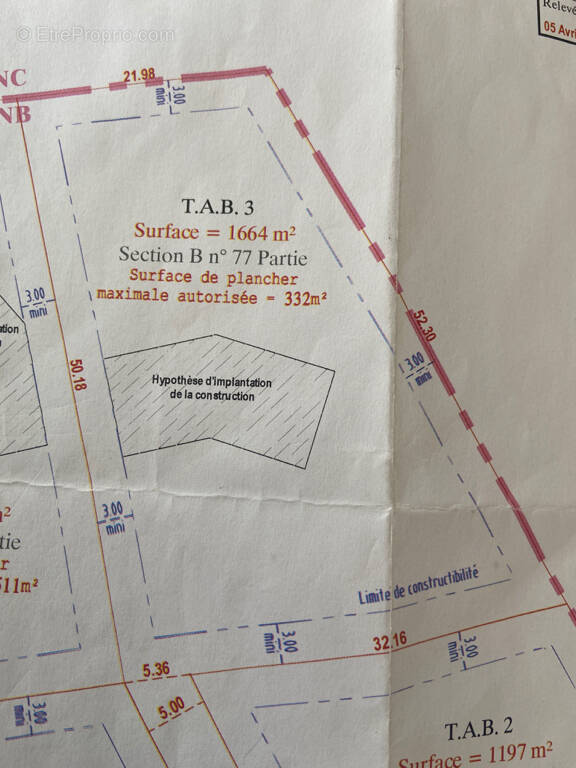 © EtreProprio.com
Relevé
05 Avri
NC
NB
21.98
3.00
mini
T.A.B. 3
Surface = 1664 m²
Section B n° 77 Partie
Surface de plancher
maximale autorisée = 332m²
3.00
mini
52.30
50.18
3.00
mini
Hypothèse d'implantation
de la construction
3.00
mini
m²
tie
r
511m²
Limite de constructibilité
3.00
mini
32.16
3.00
mini
5.36
5.00
3.00
mini
T.A.B. 2
Surface = 1197 m²